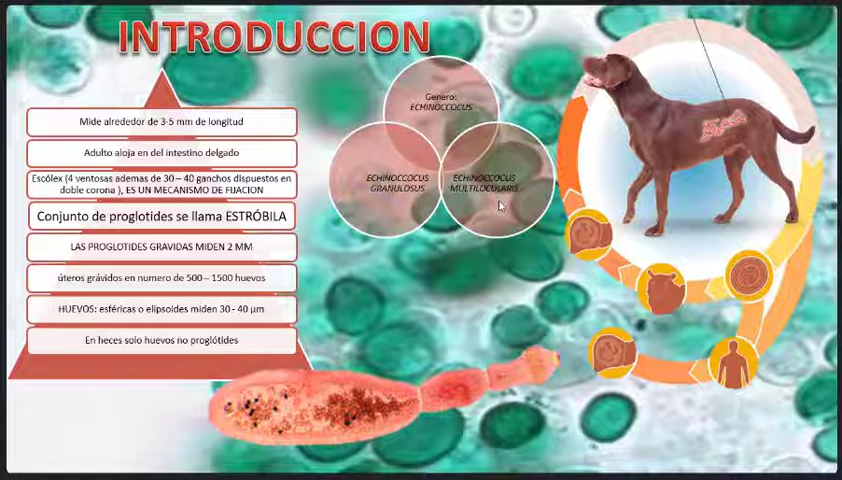 INTRODUCCION
Mide alrededor de 3-5 mm de longitud
Adulto aloja en del intestino delgado
Escólex (4 ventosas ademas de 30 – 40 ganchos dispuestos en
doble corona ), ES UN MECANISMO DE FIJACION
Conjunto de proglotides se llama ESTRÓBILA
LAS PROGLOTIDES GRAVIDAS MIDEN 2 MM
úteros grávidos en numero de 500 – 1500 huevos
HUEVOS: esféricas o elipsoides miden 30 - 40 µm
En heces solo huevos no proglótides
Genero:
ECHINOCCOCUS
ECHINOCCOCUS
GRANULOSUS
ECHINOCCOCUS
MULTILOCULARIS